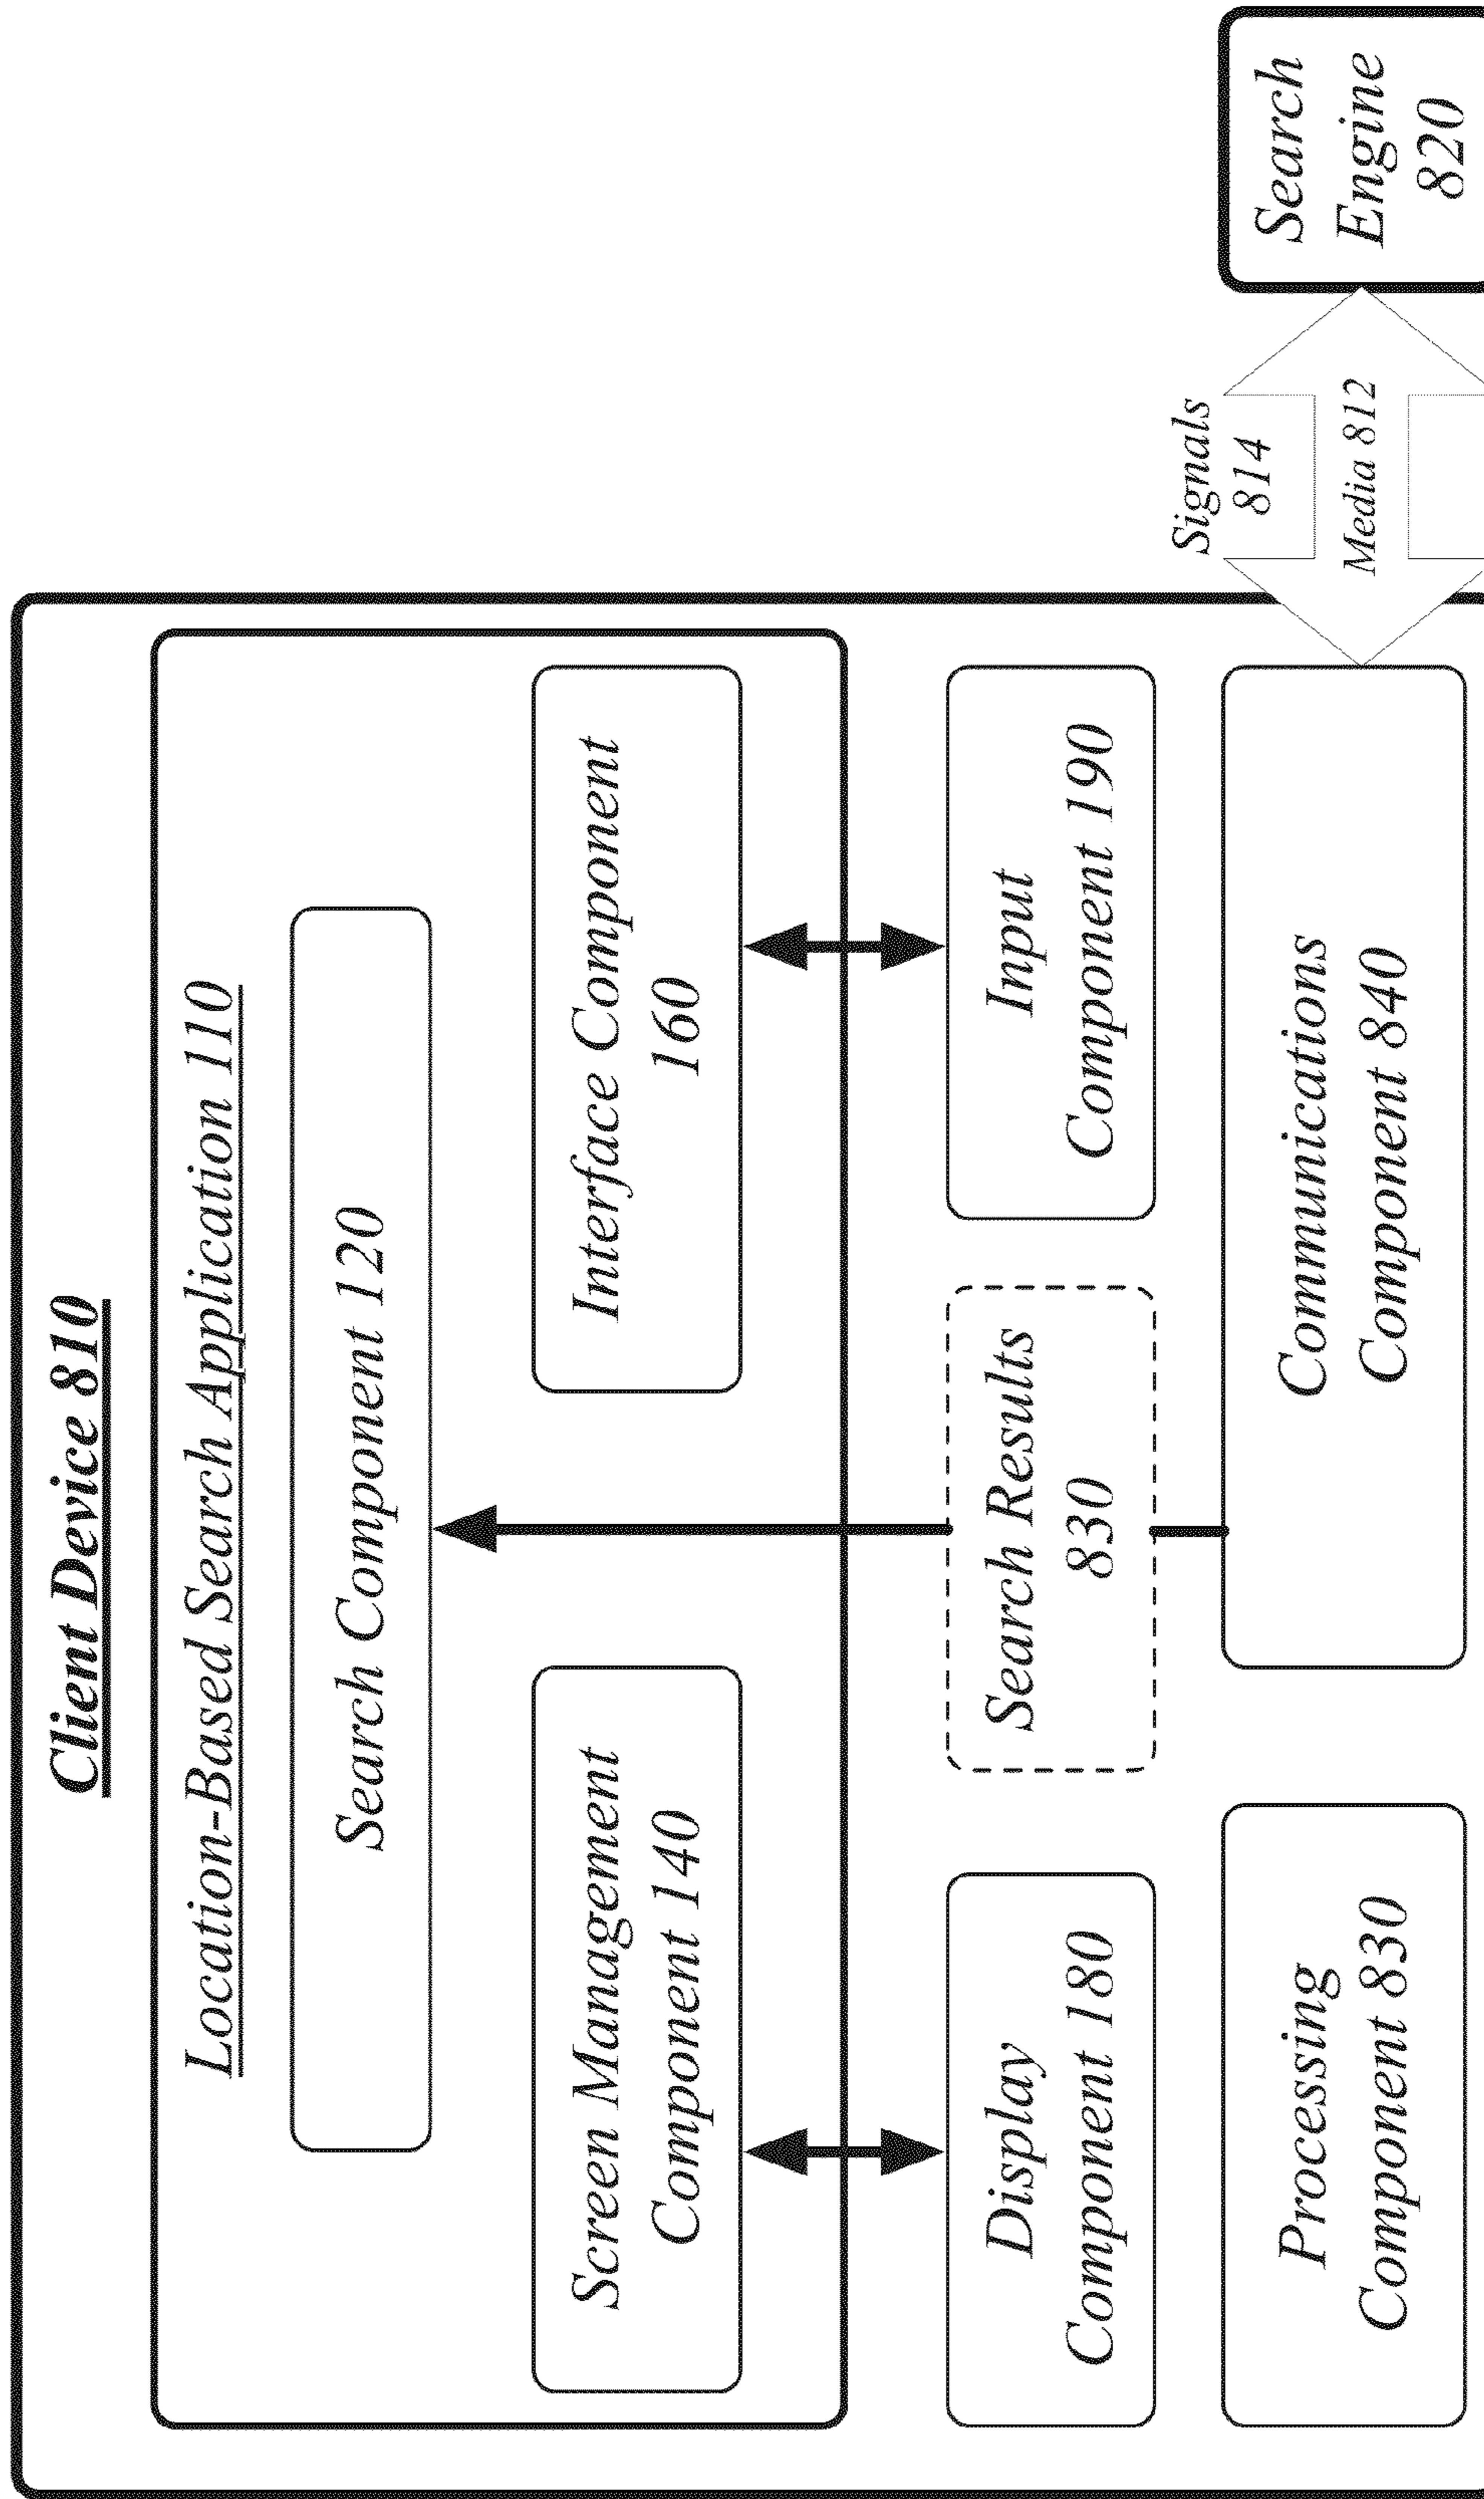 Client Device 810
Location-Based Search Application 110
Search Component 120
Screen Management
Component 140
Interface Component
160
Display
Component 180
Search Results
830
Input
Component 190
Processing
Component 830
Communications
Component 840
Signals
814
Media 812
Search
Engine
820